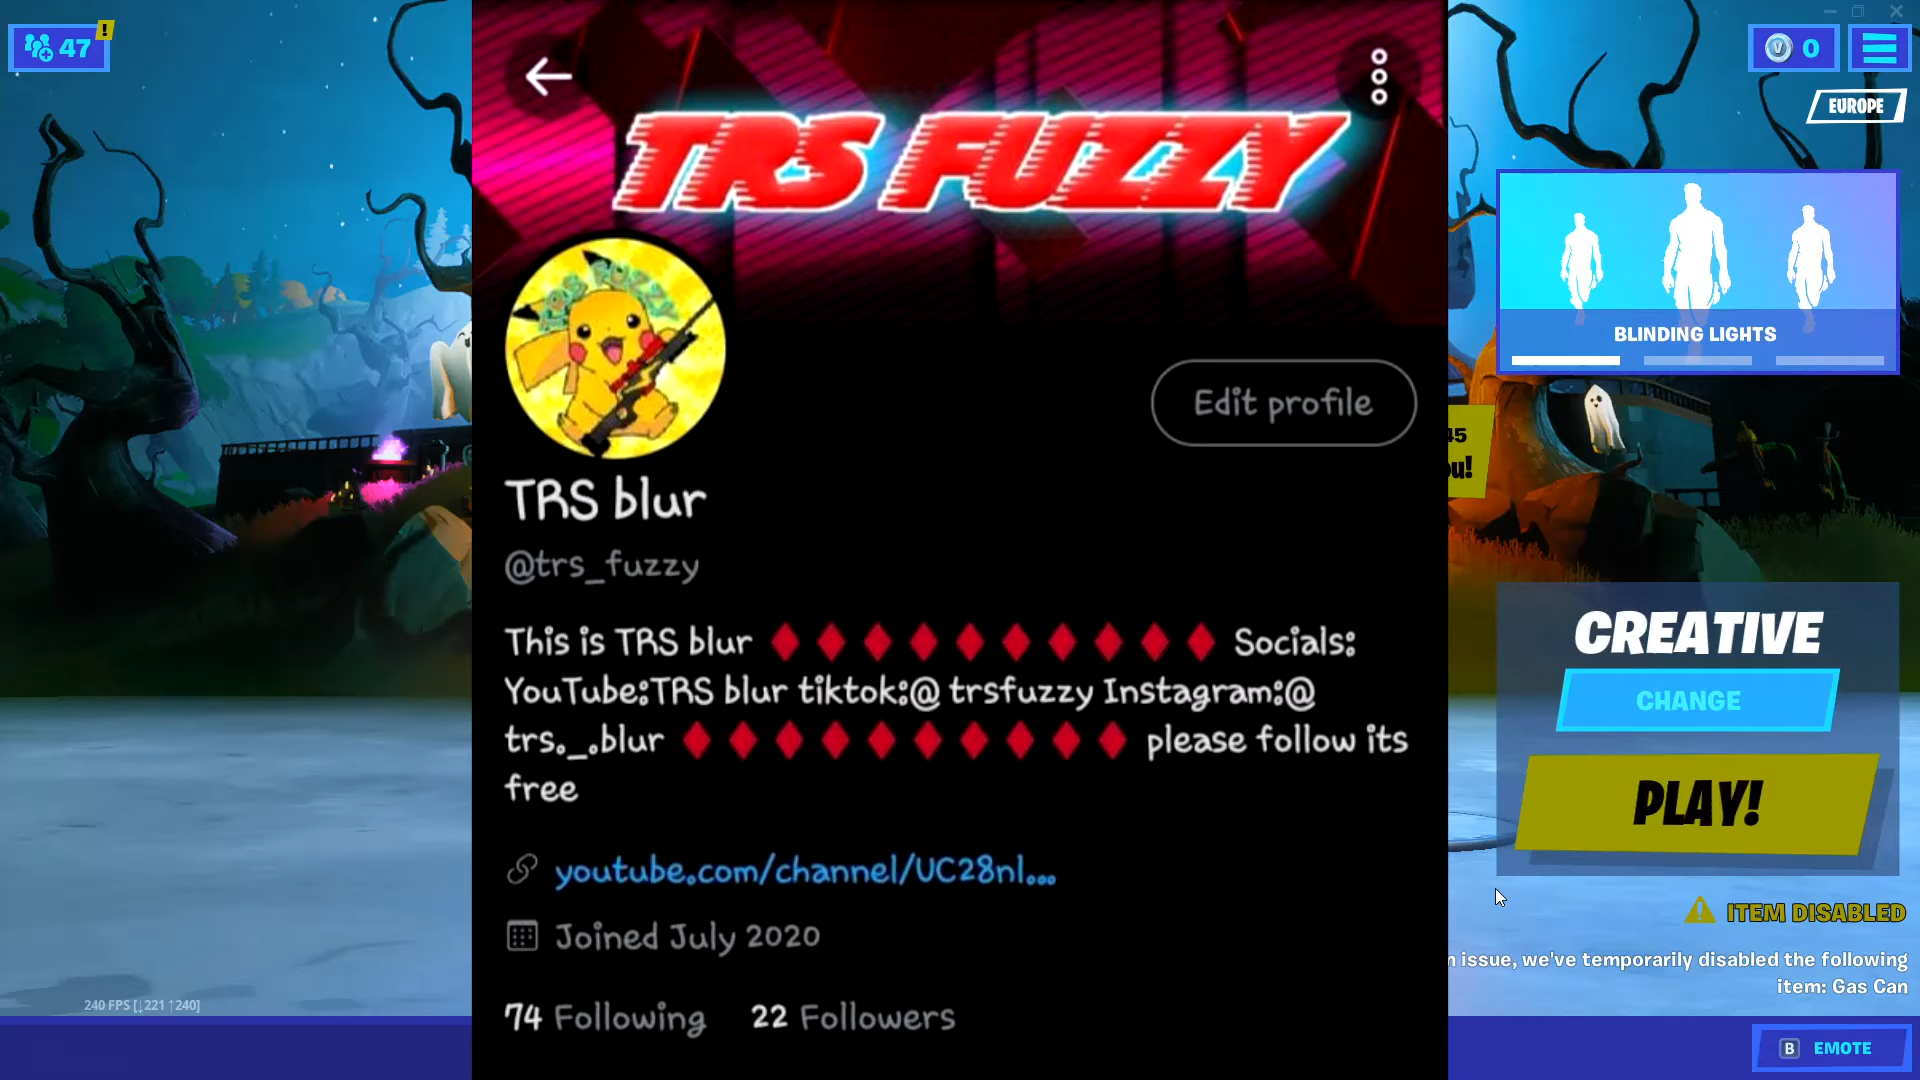 47
!
0
EUROPE
TRS FUZZY
BLINDING LIGHTS
Edit profile
45
ou!
TRS blur
@trs_fuzzy
This is TRS blur ♦♦♦♦♦♦♦♦♦♦ Socials:
YouTube:TRS blur tiktok:@ trsfuzzy Instagram:@
trs._.blur ♦♦♦♦♦♦♦♦♦♦ please follow its
free
CREATIVE
CHANGE
PLAY!
youtube.com/channel/UC28nl...
Joined July 2020
74 Following 22 Followers
ITEM DISABLED
n issue, we've temporarily disabled the following
item: Gas Can
240 FPS [↓221 ↑240]
B EMOTE